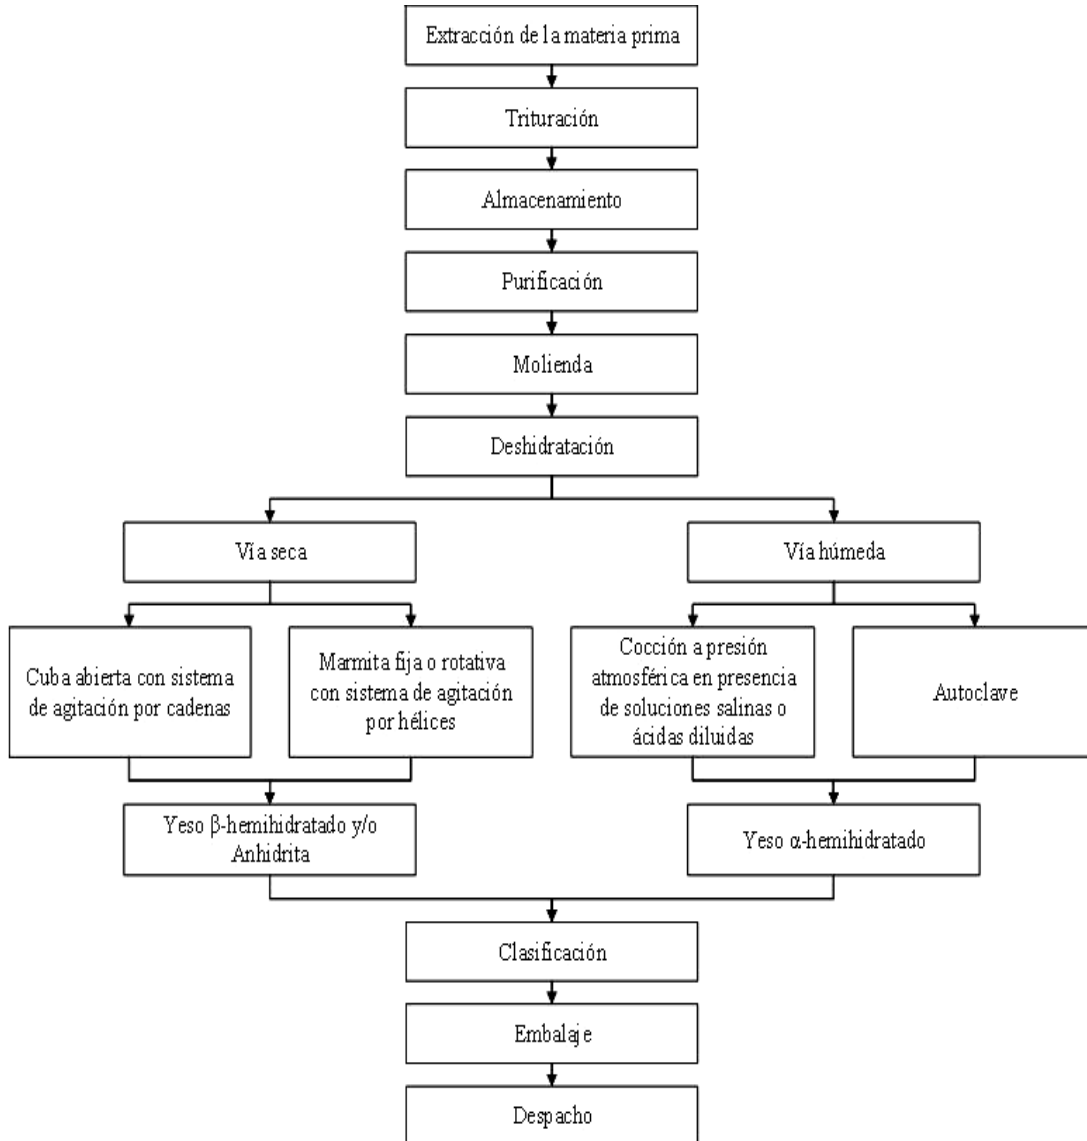 Extracción de la materia prima
Trituración
Almacenamiento
Purificación
Molienda
Deshidratación
Vía seca
Vía húmeda
Cuba abierta con sistema
de agitación por cadenas
Marmita fija o rotativa
con sistema de agitación
por hélices
Cocción a presión
atmosférica en presencia
de soluciones salinas o
ácidas diluidas
Autoclave
Yeso β-hemihidratado y/o
Anhidrita
Yeso α-hemihidratado
Clasificación
Embalaje
Despacho